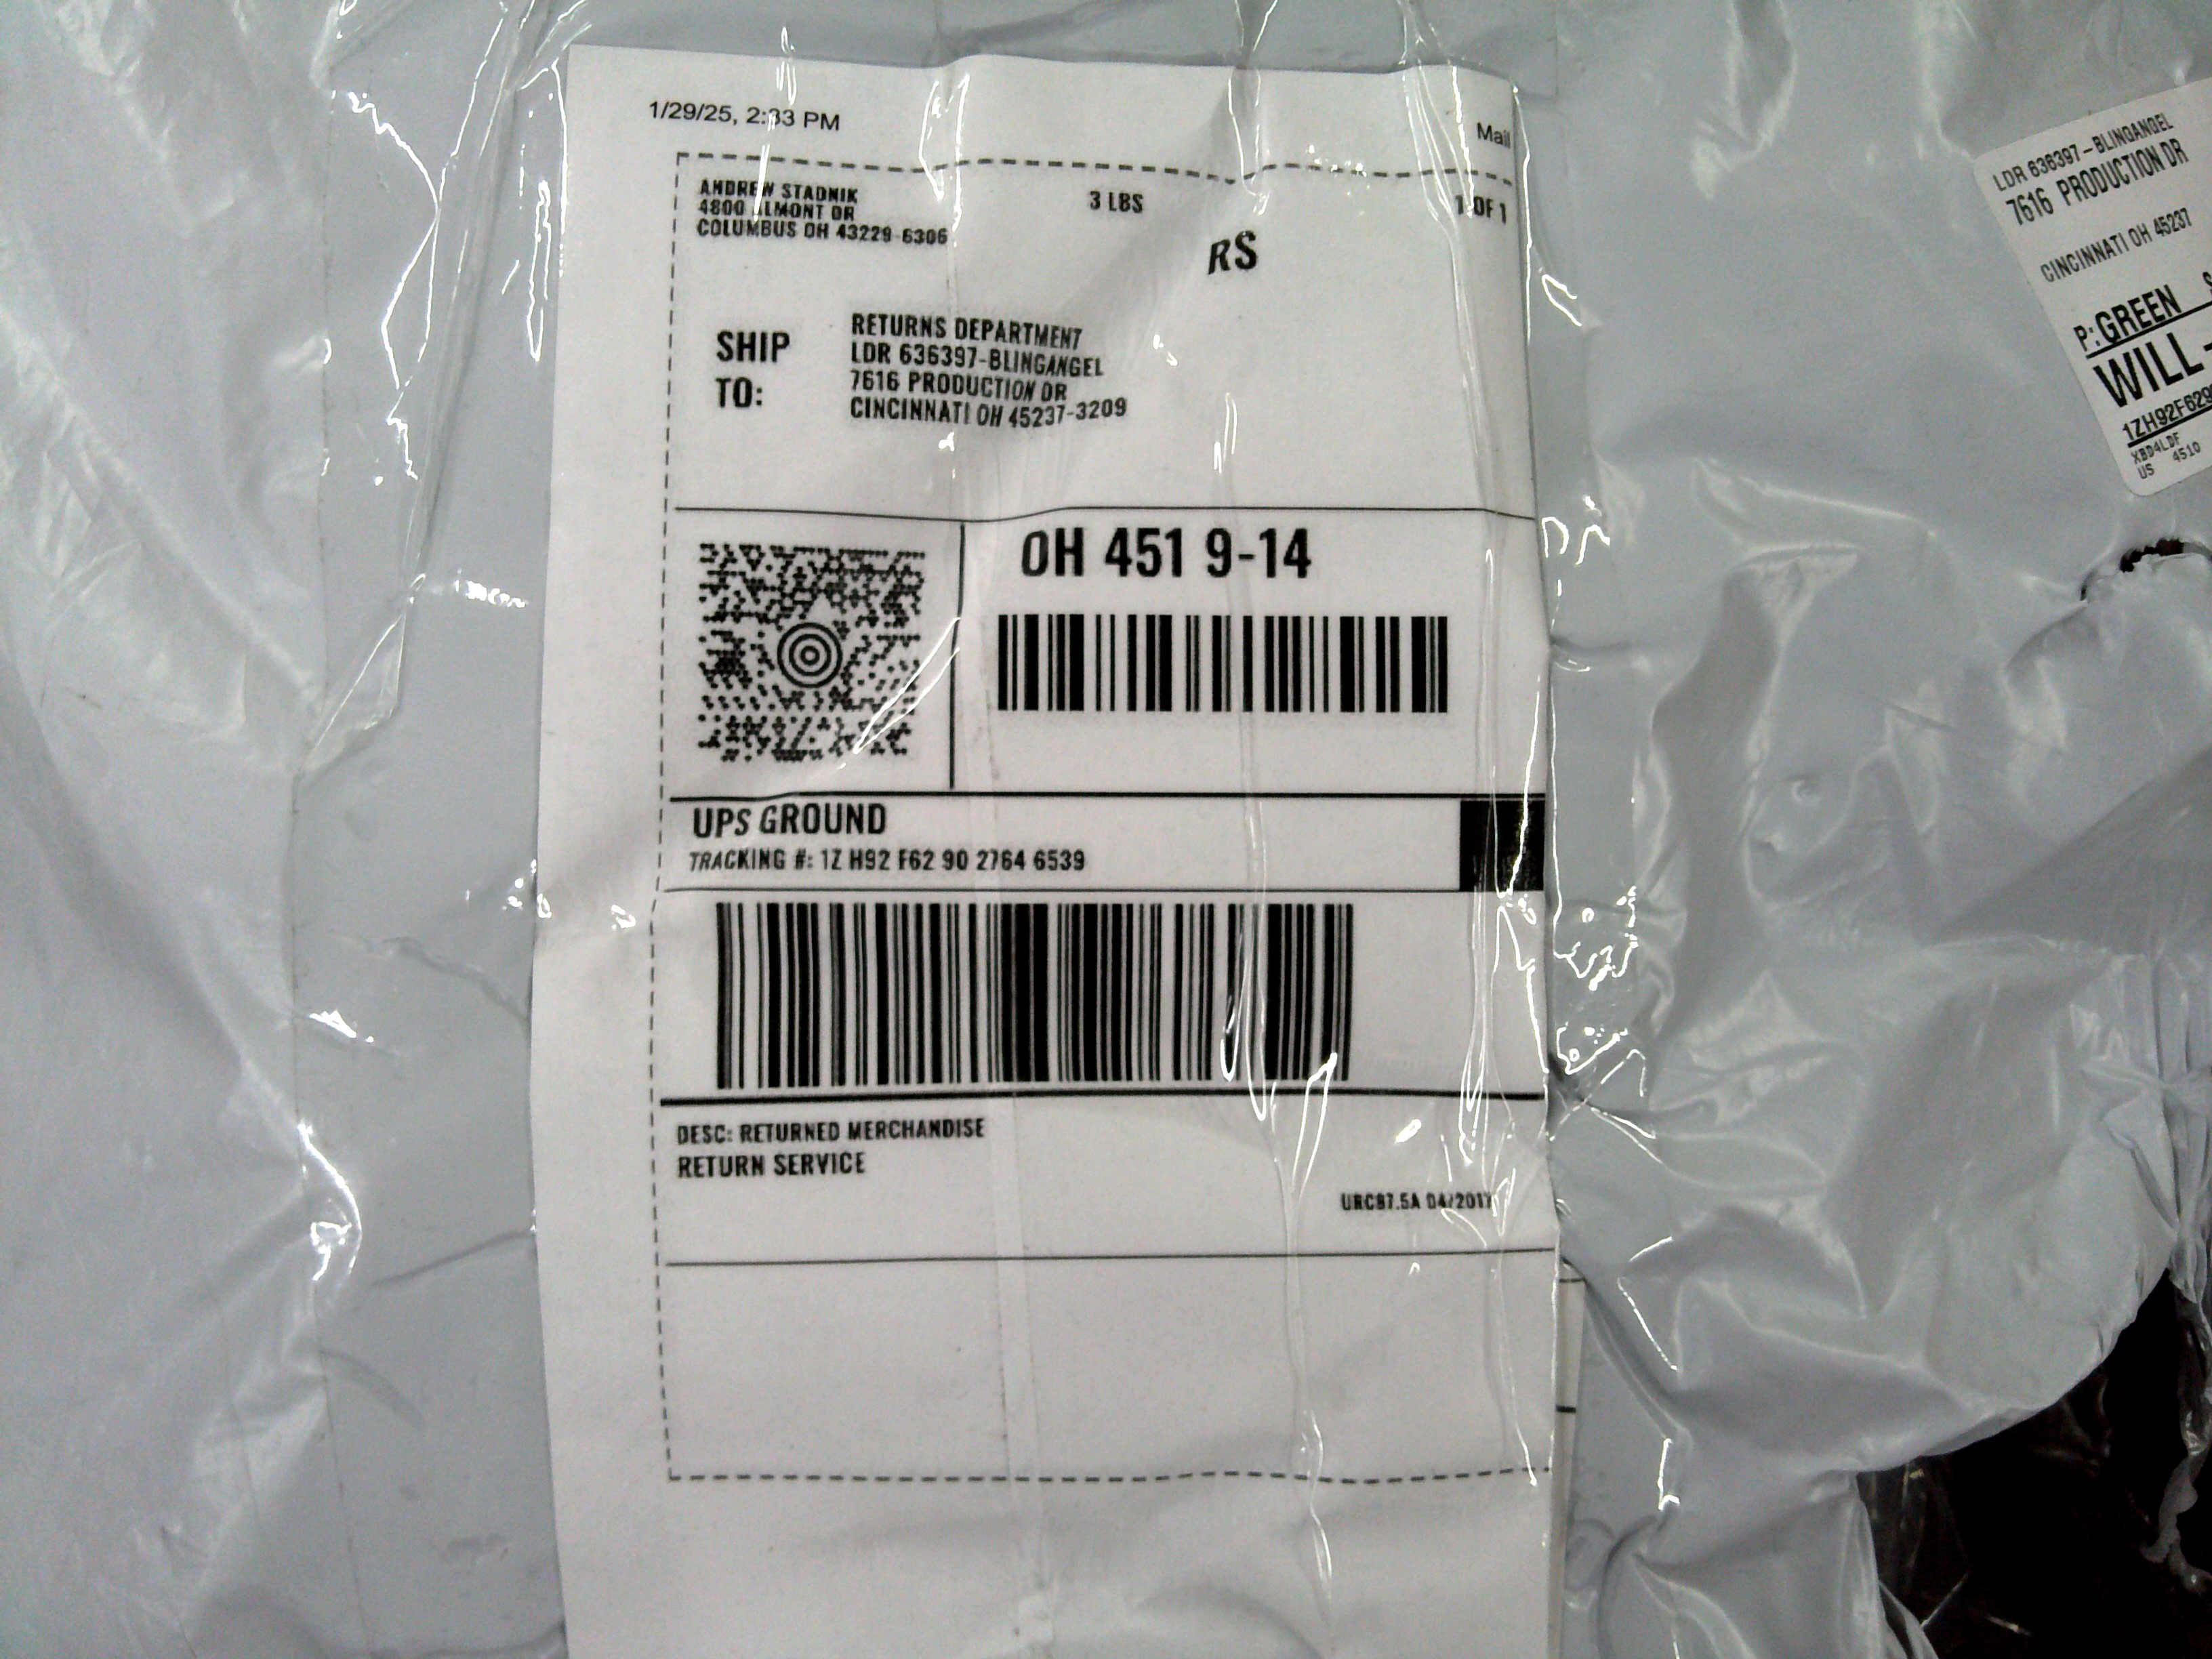 1/29/25, 2:33 PM
Mail
ANDREW STADNIK
4800 ALMONT DR
COLUMBUS OH 43229-6306
3 LBS
1 OF 1
RS
SHIP
TO:
RETURNS DEPARTMENT
LDR 636397-BLINGANGEL
7616 PRODUCTION DR
CINCINNATI OH 45237-3209
OH 451 9-14
UPS GROUND
TRACKING #: 1Z H92 F62 90 2764 6539
DESC: RETURNED MERCHANDISE
RETURN SERVICE
URC87.5A 04/2017
LDR 636397-BLINGANGEL
7616 PRODUCTION DR
CINCINNATI OH 45237
P: GREEN
WILL-
1ZH92F629
XBD4LDF
US 4510